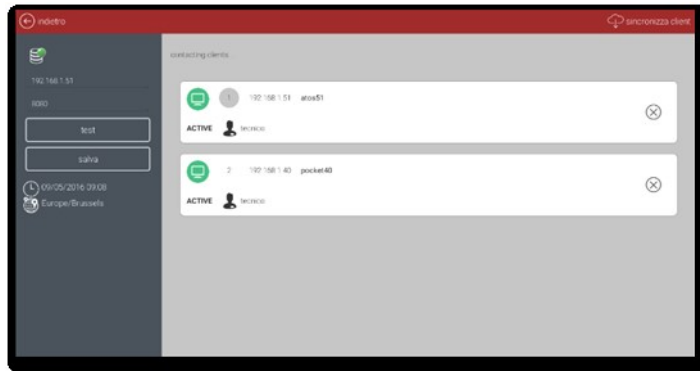 indietro
sincronizza client
192.168.1.51
8080
test
salva
09/05/2016 09:08
Europe/Brussels
contacting clients
1 192.168.1.51 atos51
ACTIVE tecnico
2 192.168.1.40 pocket40
ACTIVE tecnico